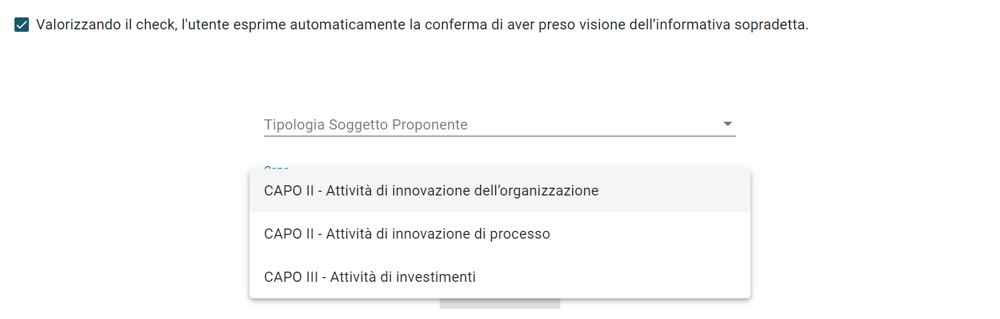 Valorizzando il check, l'utente esprime automaticamente la conferma di aver preso visione dell’informativa sopradetta.
Tipologia Soggetto Proponente
CAPO II - Attività di innovazione dell’organizzazione
CAPO II - Attività di innovazione di processo
CAPO III - Attività di investimenti